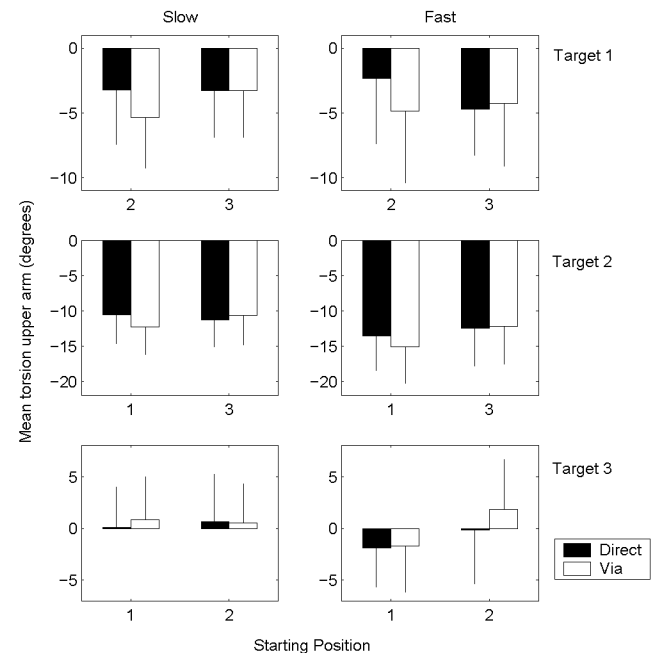 Slow Fast
0 0 Target 1
−5 −5
−10 −10
2 3 2 3
0 0 Target 2
−5 −5
−10 −10
−15 −15
−20 −20
1 3 1 3
Target 3
5 5
0 0
−5 −5
1 2 1 2
Direct
Via
Mean torsion upper arm (degrees)
Starting Position